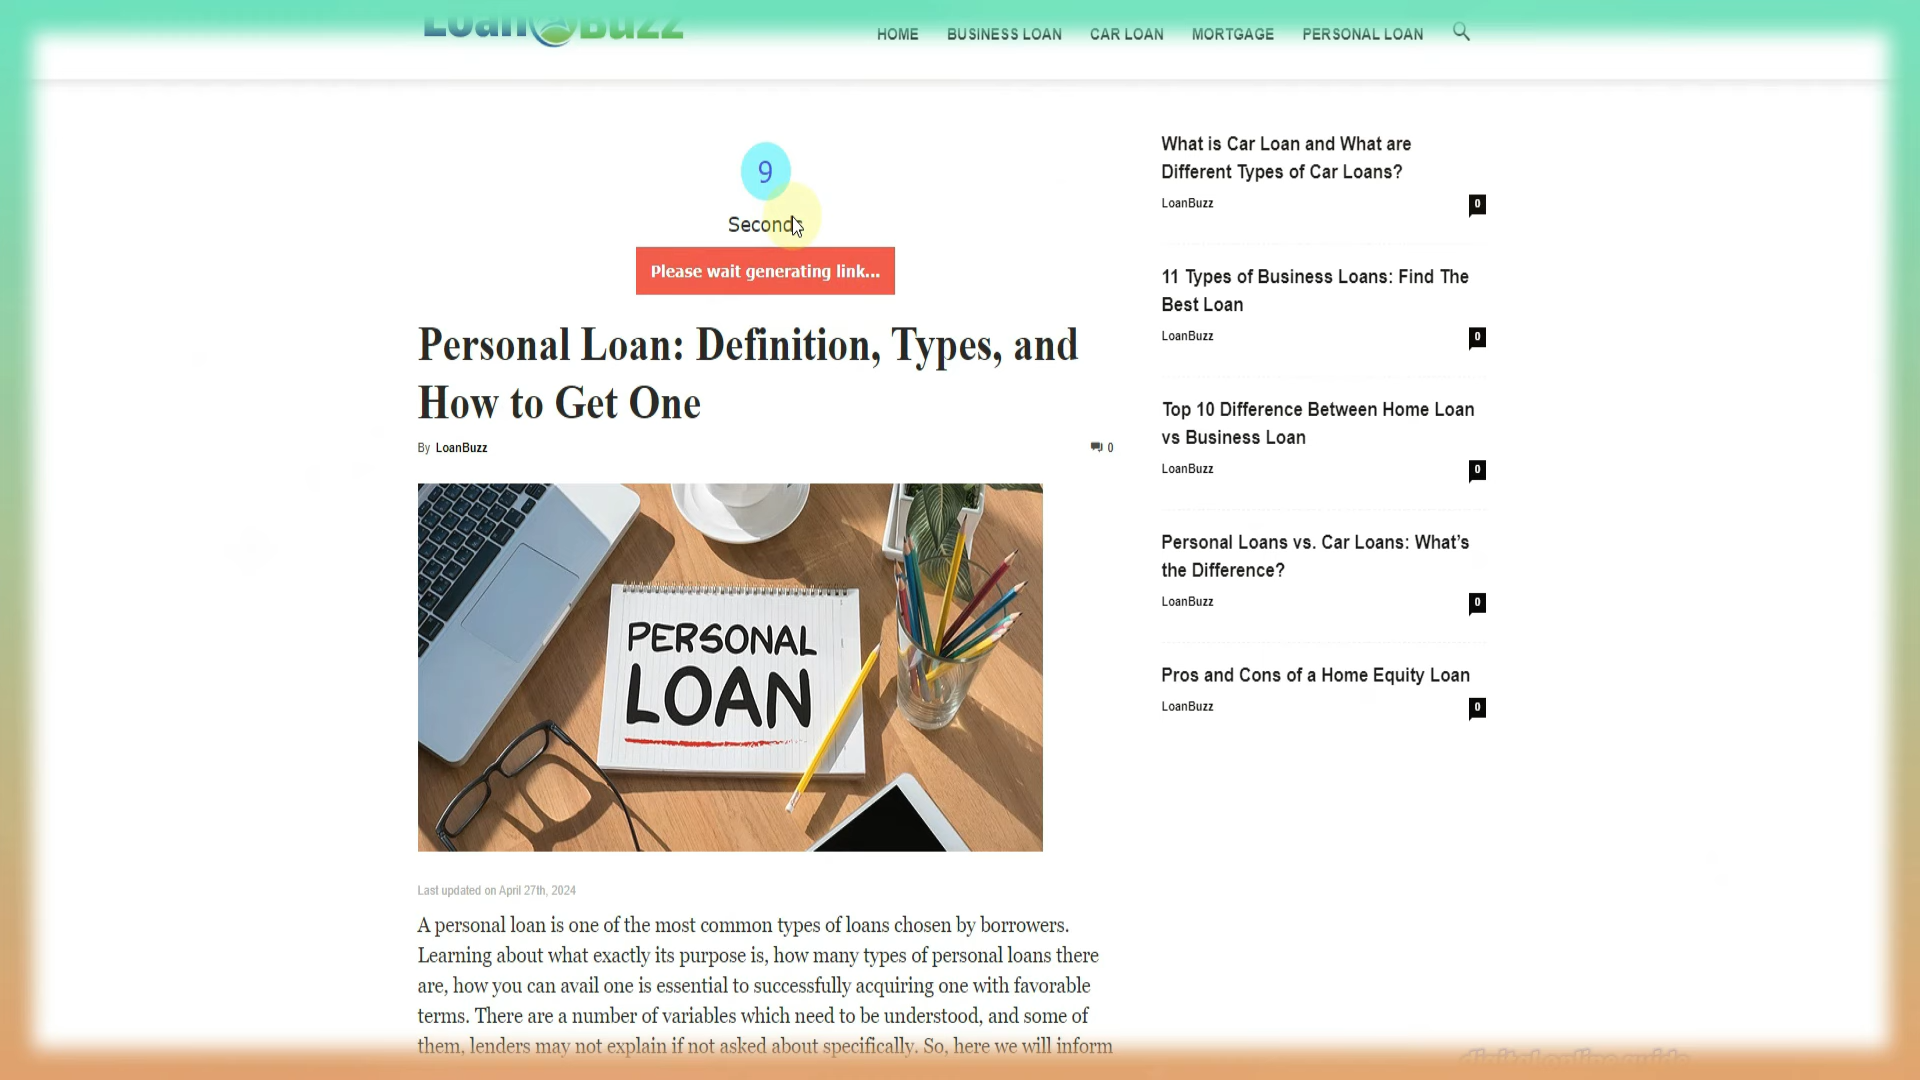 Loan Buzz
HOME BUSINESS LOAN CAR LOAN MORTGAGE PERSONAL LOAN
9
Seconds
Please wait generating link...
Personal Loan: Definition, Types, and
How to Get One
By LoanBuzz
0
PERSONAL
LOAN
Last updated on April 27th, 2024
A personal loan is one of the most common types of loans chosen by borrowers.
Learning about what exactly its purpose is, how many types of personal loans there
are, how you can avail one is essential to successfully acquiring one with favorable
terms. There are a number of variables which need to be understood, and some of
them, lenders may not explain if not asked about specifically. So, here we will inform
What is Car Loan and What are
Different Types of Car Loans?
LoanBuzz
0
11 Types of Business Loans: Find The
Best Loan
LoanBuzz
0
Top 10 Difference Between Home Loan
vs Business Loan
LoanBuzz
0
Personal Loans vs. Car Loans: What's
the Difference?
LoanBuzz
0
Pros and Cons of a Home Equity Loan
LoanBuzz
0
digital online guide